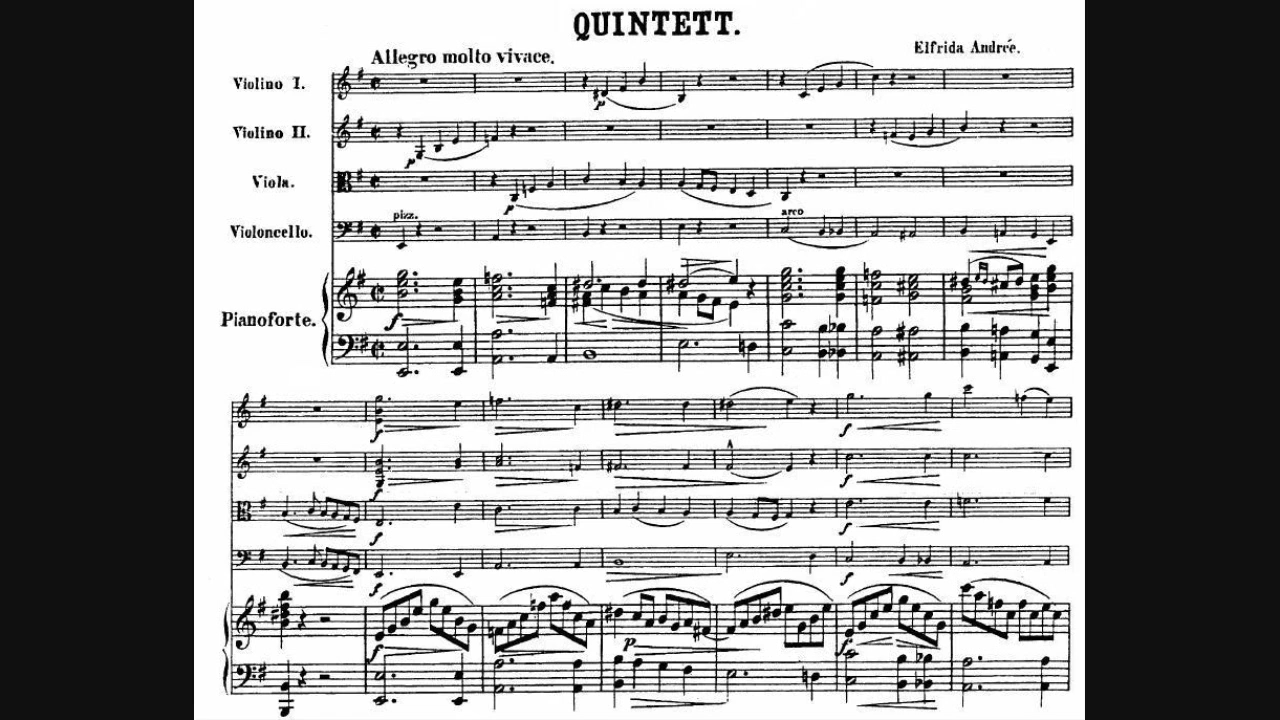 QUINTETT.
Elfrida Andrée.
Allegro molto vivace.
Violino I.
p
Violino II.
p
Viola.
p
pizz.
arco
Violoncello.
Pianoforte.
f
f
f
f
f
f
f
f
f
f
p
f